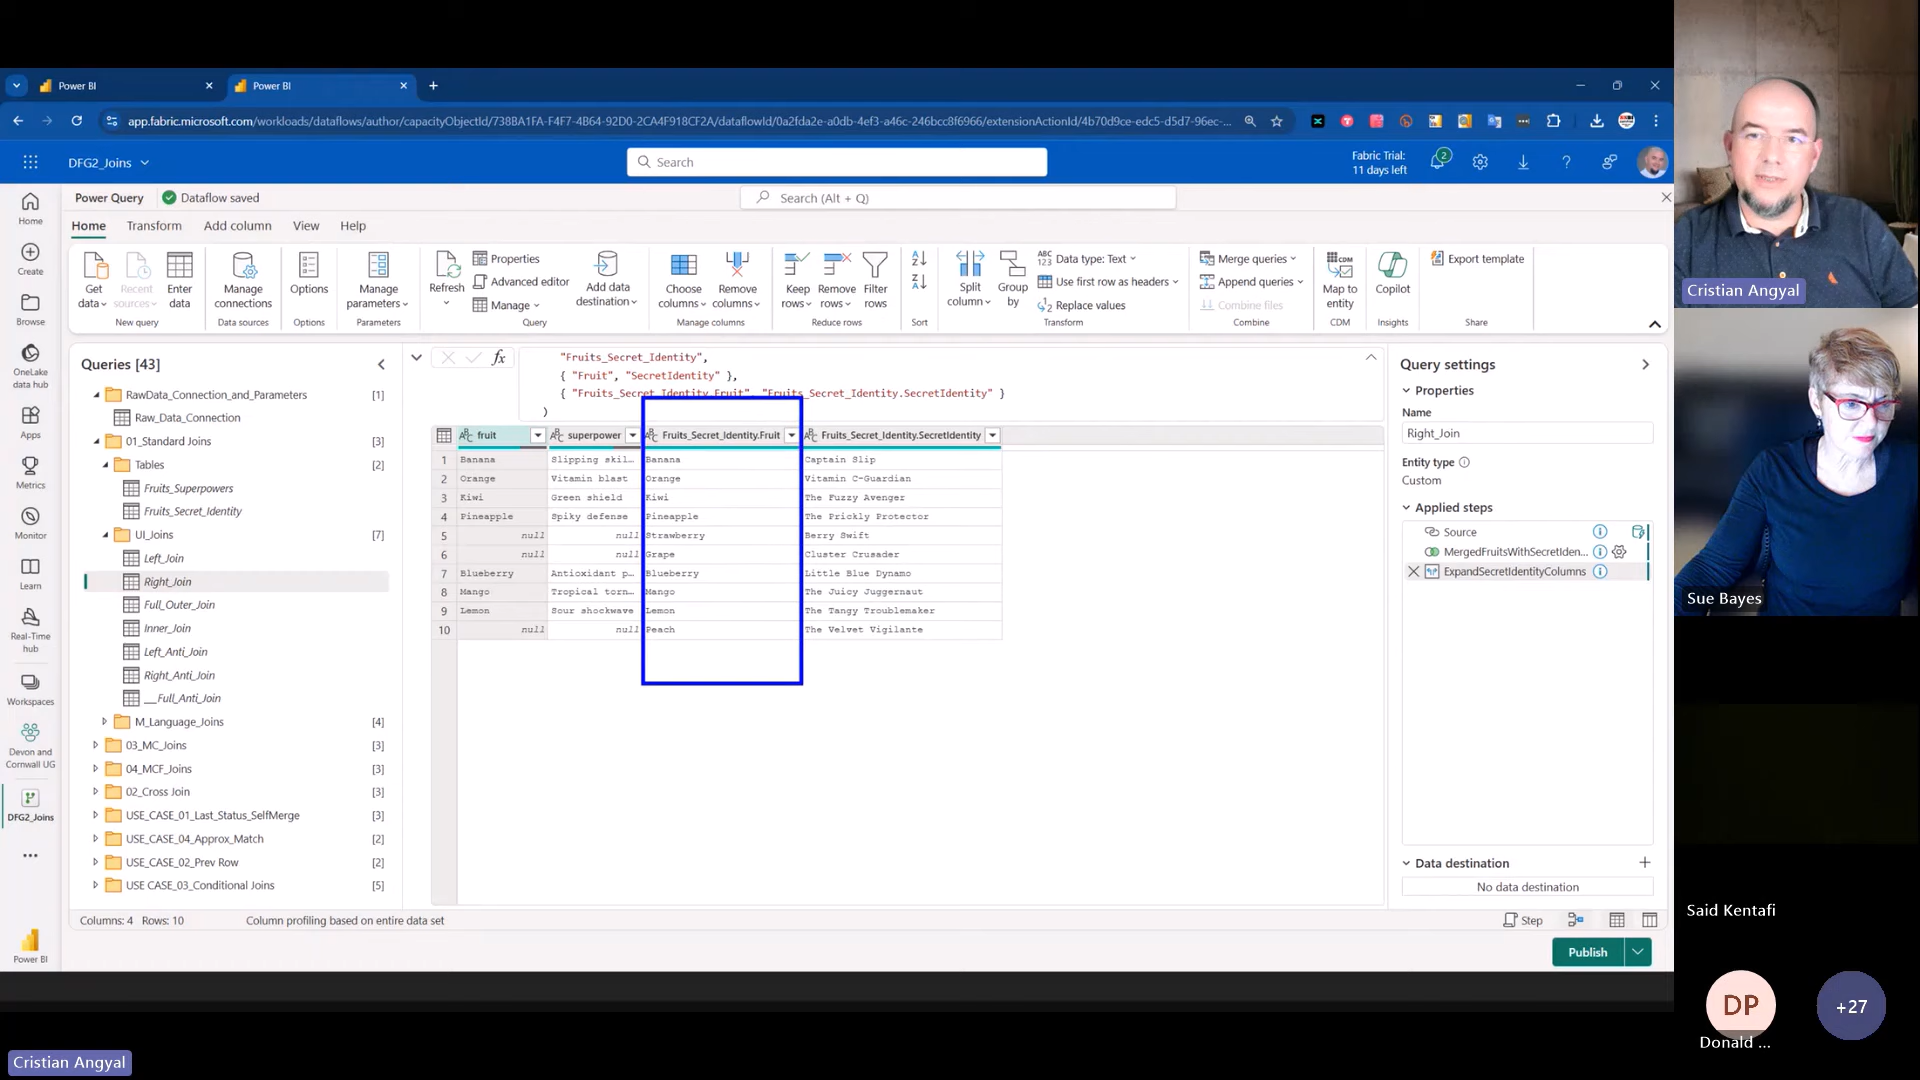 Power BI
Power BI
app.fabric.microsoft.com/workloads/dataflows/author/capacityObjectId/738BA1FA-F4F7-4B64-92D0-2CA4F918CF2A/dataflowId/0a2fda2e-a0db-4ef3-a46c-246bcc8f6966/extensionActionId/4b70d9ce-edc5-d5d7-96ec-...
DFG2_Joins
Search
Fabric Trial:
11 days left
2
Power Query
Dataflow saved
Search (Alt + Q)
Home Transform Add column View Help
Get data
Recent sources
Enter data
New query
Manage connections
Data sources
Options
Options
Manage parameters
Parameters
Refresh
Properties
Advanced editor
Manage
Query
Add data destination
Choose columns
Remove columns
Manage columns
Keep rows
Remove rows
Filter rows
Reduce rows
Sort
Split column
Group by
Data type: Text
Use first row as headers
Replace values
Transform
Merge queries
Append queries
Combine files
Combine
Map to entity
CDM
Copilot
Insights
Export template
Share
Home
Create
Browse
OneLake data hub
Apps
Metrics
Monitor
Learn
Real-Time hub
Workspaces
Devon and Cornwall UG
DFG2_Joins
Power BI
Queries [43]
RawData_Connection_and_Parameters [1]
Raw_Data_Connection
01_Standard Joins [3]
Tables [2]
Fruits_Superpowers
Fruits_Secret_Identity
UI_Joins [7]
Left_Join
Right_Join
Full_Outer_Join
Inner_Join
Left_Anti_Join
Right_Anti_Join
__Full_Anti_Join
M_Language_Joins [4]
03_MC_Joins [3]
04_MCF_Joins [3]
02_Cross Join [3]
USE_CASE_01_Last_Status_SelfMerge [3]
USE_CASE_04_Approx_Match [2]
USE_CASE_02_Prev Row [2]
USE CASE_03_Conditional Joins [5]
fx
"Fruits_Secret_Identity",
{ "Fruit", "SecretIdentity" },
{ "Fruits_Secret_Identity.Fruit", "Fruits_Secret_Identity.SecretIdentity" }
)
fruit superpower Fruits_Secret_Identity.Fruit Fruits_Secret_Identity.SecretIdentity
1 Banana Slipping skil... Banana Captain Slip
2 Orange Vitamin blast Orange Vitamin C-Guardian
3 Kiwi Green shield Kiwi The Fuzzy Avenger
4 Pineapple Spiky defense Pineapple The Prickly Protector
5 null null Strawberry Berry Swift
6 null null Grape Cluster Crusader
7 Blueberry Antioxidant p... Blueberry Little Blue Dynamo
8 Mango Tropical torn... Mango The Juicy Juggernaut
9 Lemon Sour shockwave Lemon The Tangy Troublemaker
10 null null Peach The Velvet Vigilante
Query settings
Properties
Name
Right_Join
Entity type
Custom
Applied steps
Source
MergedFruitsWithSecretIden...
ExpandSecretIdentityColumns
Data destination
No data destination
Columns: 4 Rows: 10 Column profiling based on entire data set
Step
Publish
Cristian Angyal
Sue Bayes
Said Kentafi
DP
Donald ...
+27
Cristian Angyal